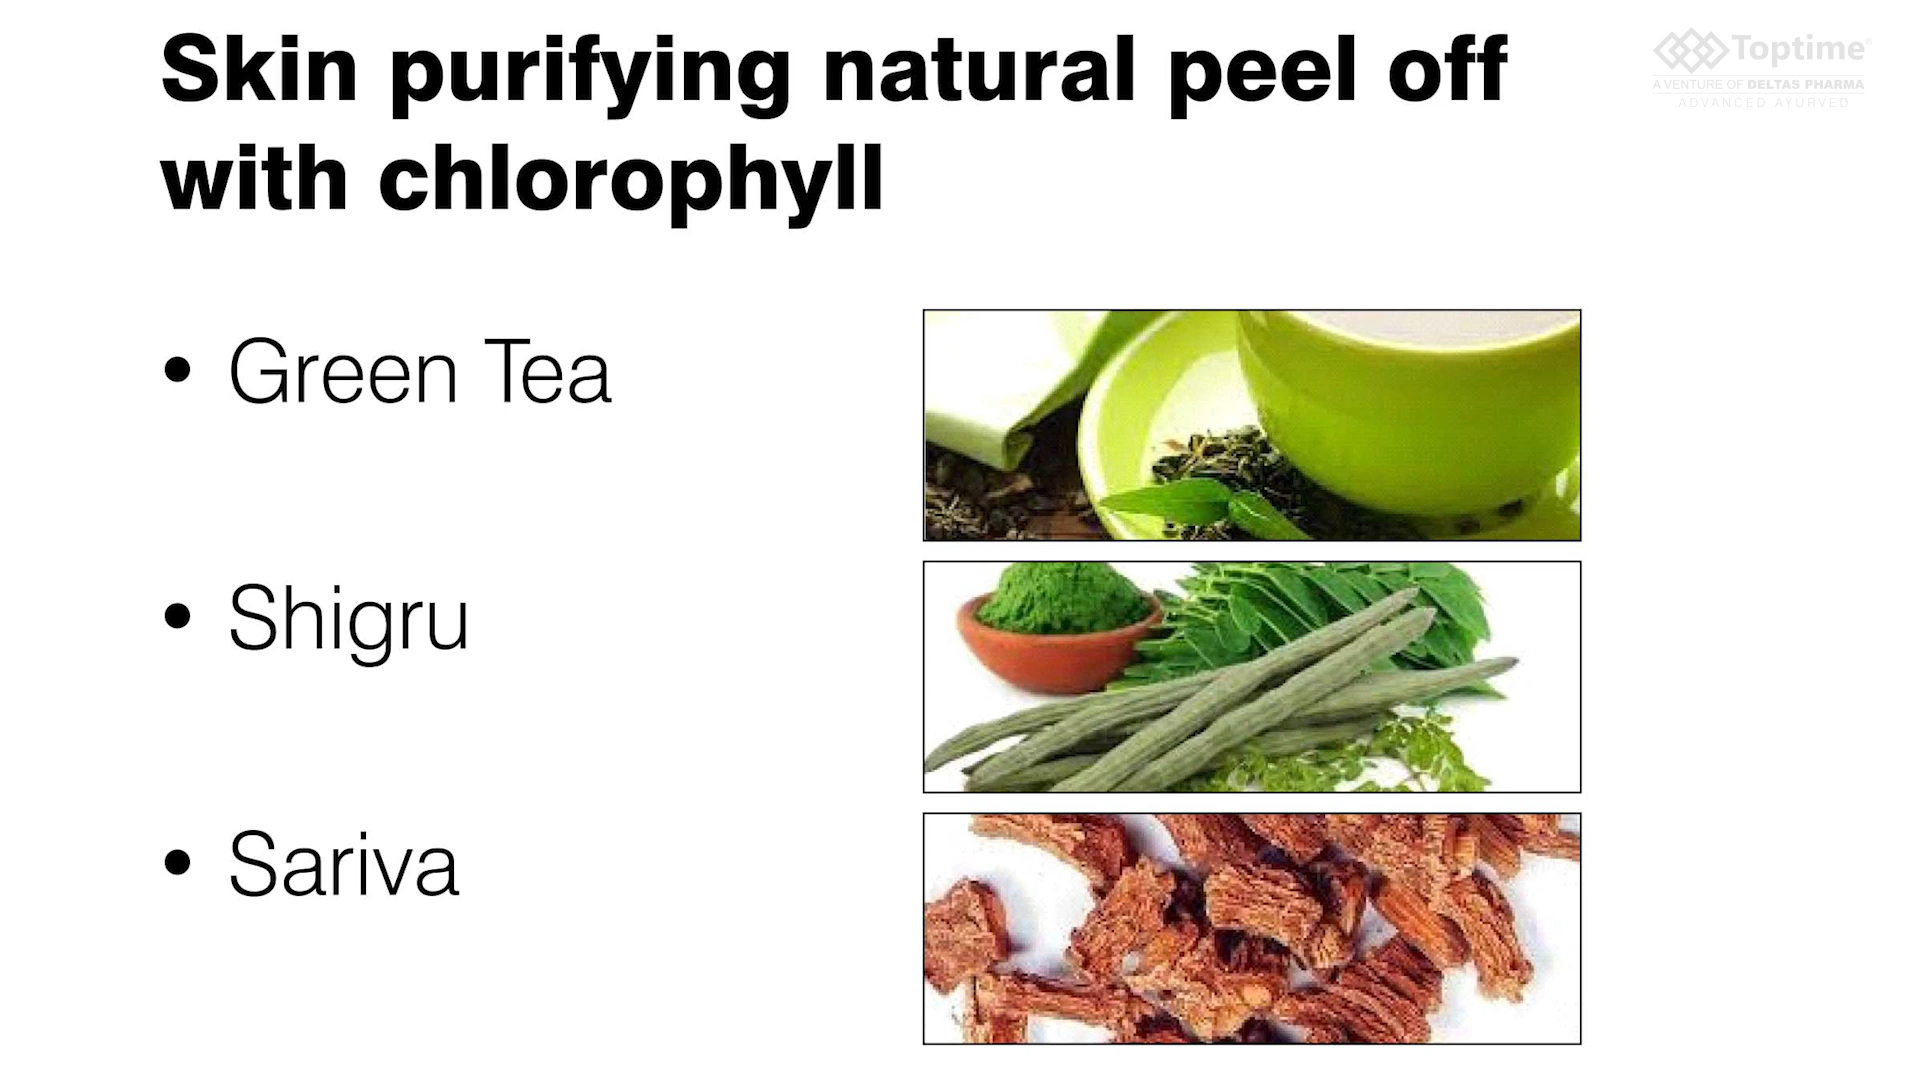 Skin purifying natural peel off
with chlorophyll
Toptime®
A VENTURE OF DELTAS PHARMA
ADVANCED AYURVED
• Green Tea
• Shigru
• Sariva